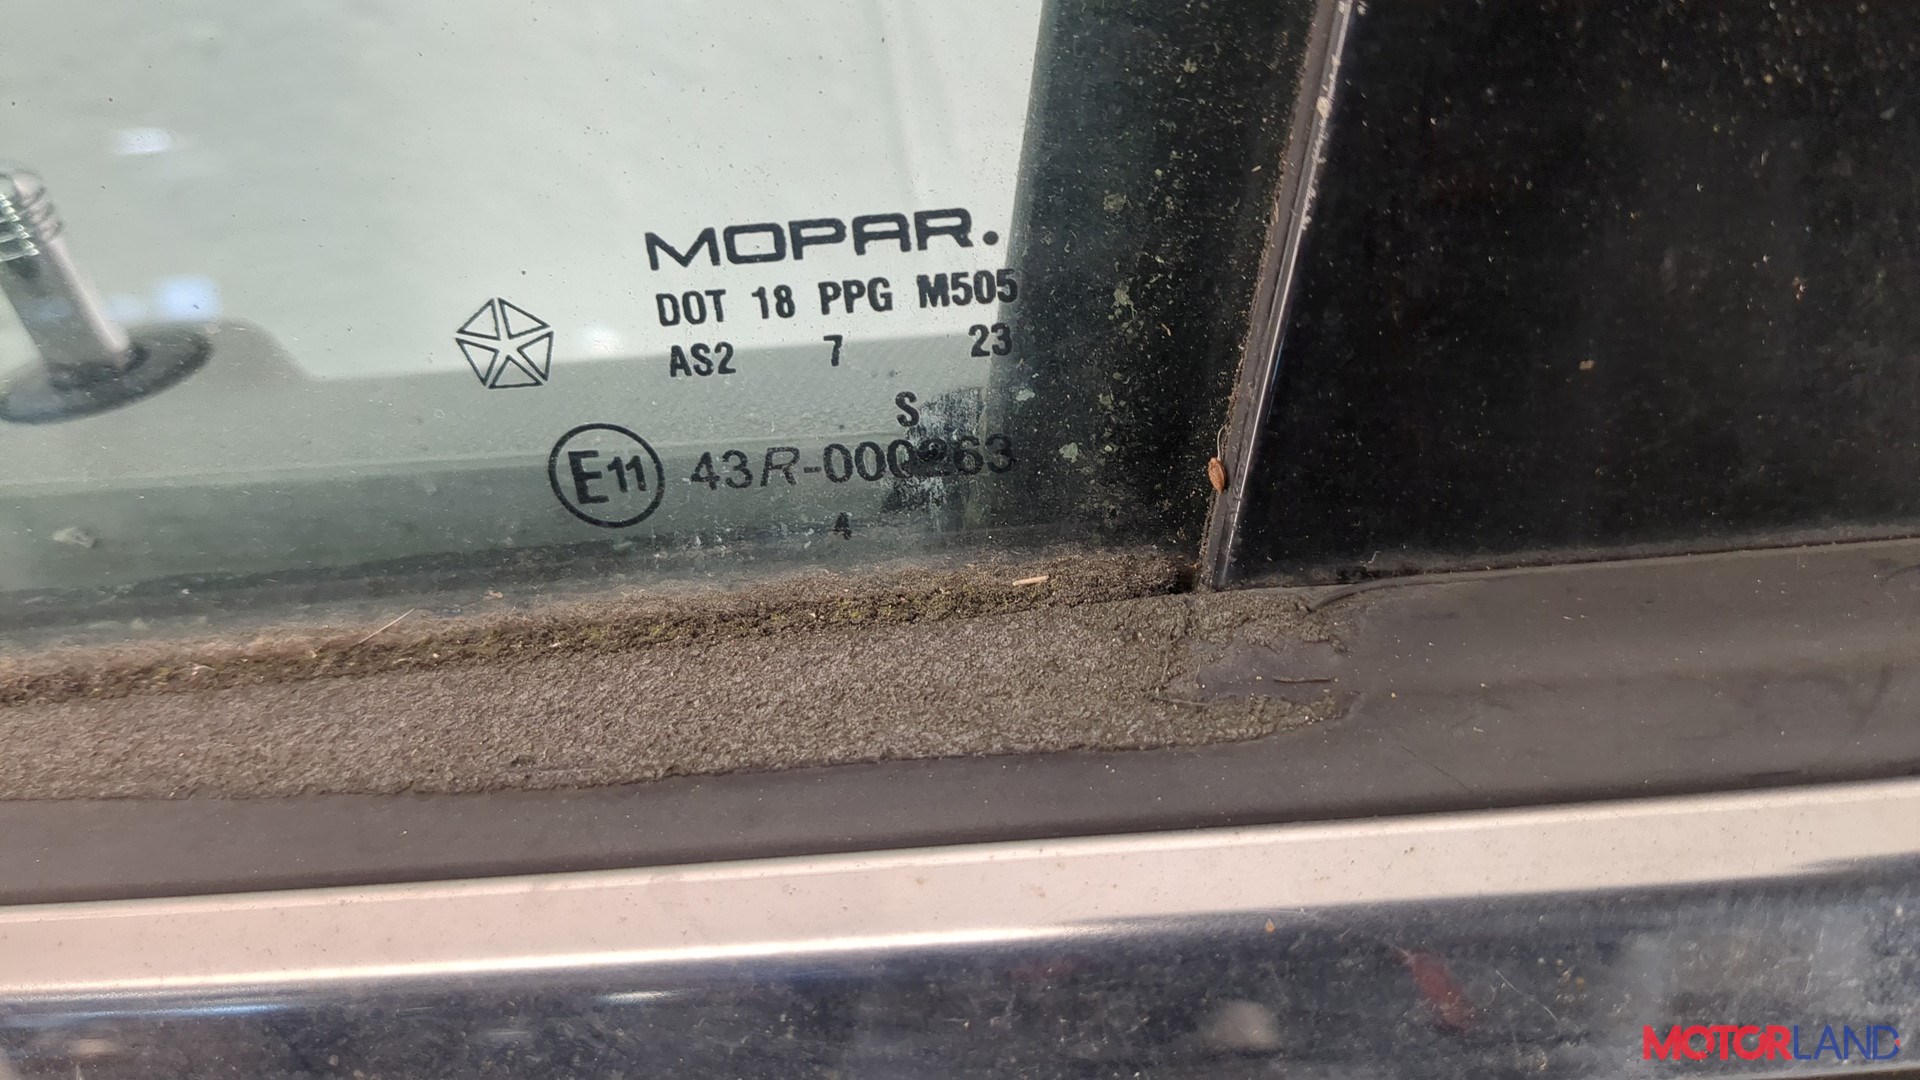 MOPAR.
DOT 18 PPG M505
AS2 7 23
S
E11 43R-000263
4
MOTORLAND